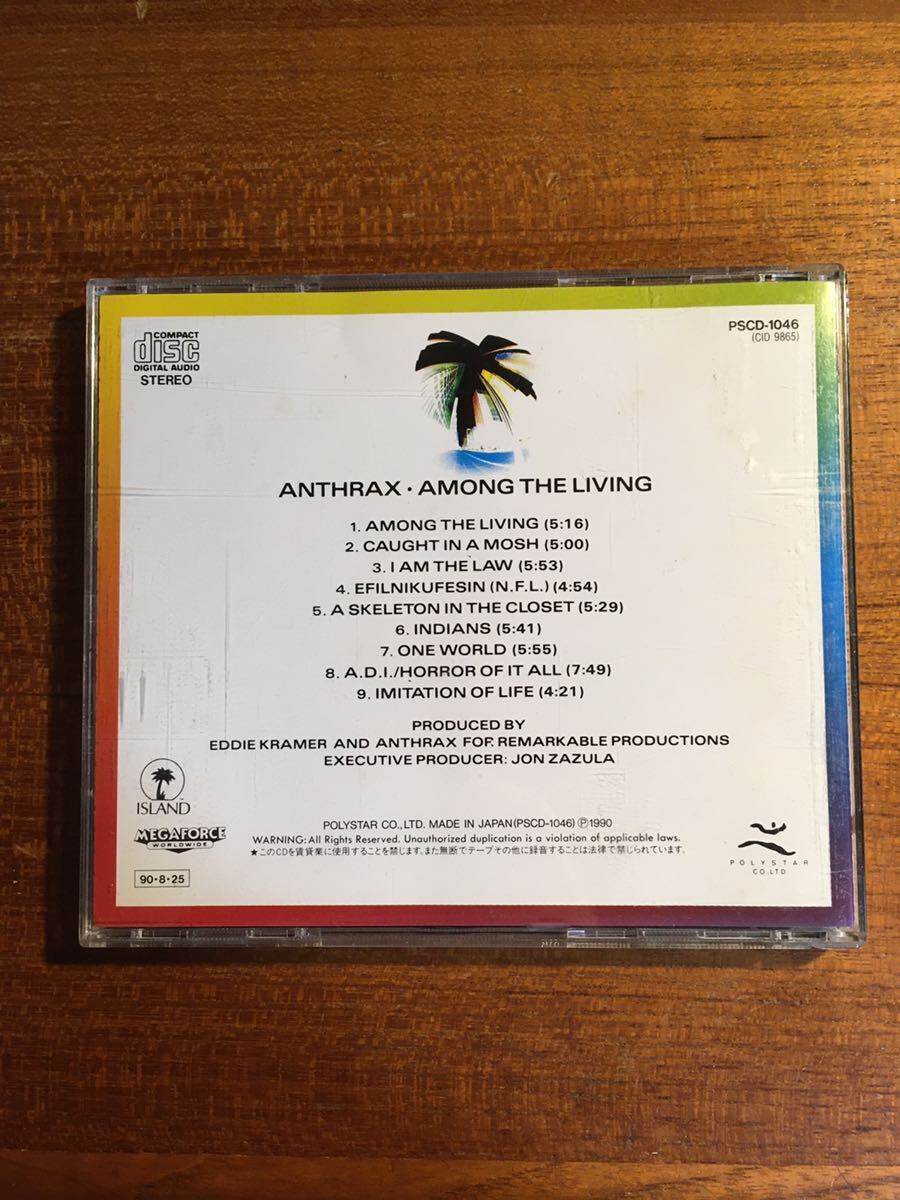 COMPACT
disc
DIGITAL AUDIO
STEREO
PSCD-1046
(CID 9865)
ANTHRAX・AMONG THE LIVING
1. AMONG THE LIVING (5:16)
2. CAUGHT IN A MOSH (5:00)
3. I AM THE LAW (5:53)
4. EFILNIKUFESIN (N.F.L.) (4:54)
5. A SKELETON IN THE CLOSET (5:29)
6. INDIANS (5:41)
7. ONE WORLD (5:55)
8. A.D.I./HORROR OF IT ALL (7:49)
9. IMITATION OF LIFE (4:21)
PRODUCED BY
EDDIE KRAMER AND ANTHRAX FOR REMARKABLE PRODUCTIONS
EXECUTIVE PRODUCER: JON ZAZULA
ISLAND
MEGAFORCE
WORLDWIDE
90・8・25
POLYSTAR CO., LTD. MADE IN JAPAN(PSCD-1046) Ⓟ1990
WARNING: All Rights Reserved. Unauthorized duplication is a violation of applicable laws.
★このCDを賃貸業に使用することを禁じます。また無断でテープその他に録音することは法律で禁じられています。
POLYSTAR
CO.,LTD